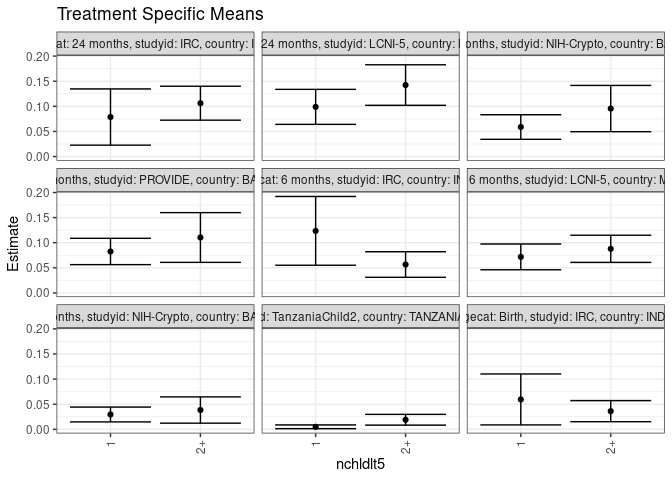 Treatment Specific Means
at: 24 months, studyid: IRC, country: I
24 months, studyid: LCNI-5, country:
onths, studyid: NIH-Crypto, country: B
0.20
0.15
0.10
0.05
0.00
onths, studyid: PROVIDE, country: BA
cat: 6 months, studyid: IRC, country: IN
6 months, studyid: LCNI-5, country: M
0.20
0.15
0.10
0.05
0.00
nths, studyid: NIH-Crypto, country: BA
d: TanzaniaChild2, country: TANZANIA
gecat: Birth, studyid: IRC, country: IND
0.20
0.15
0.10
0.05
0.00
Estimate
1
2+
1
2+
1
2+
nchldlt5